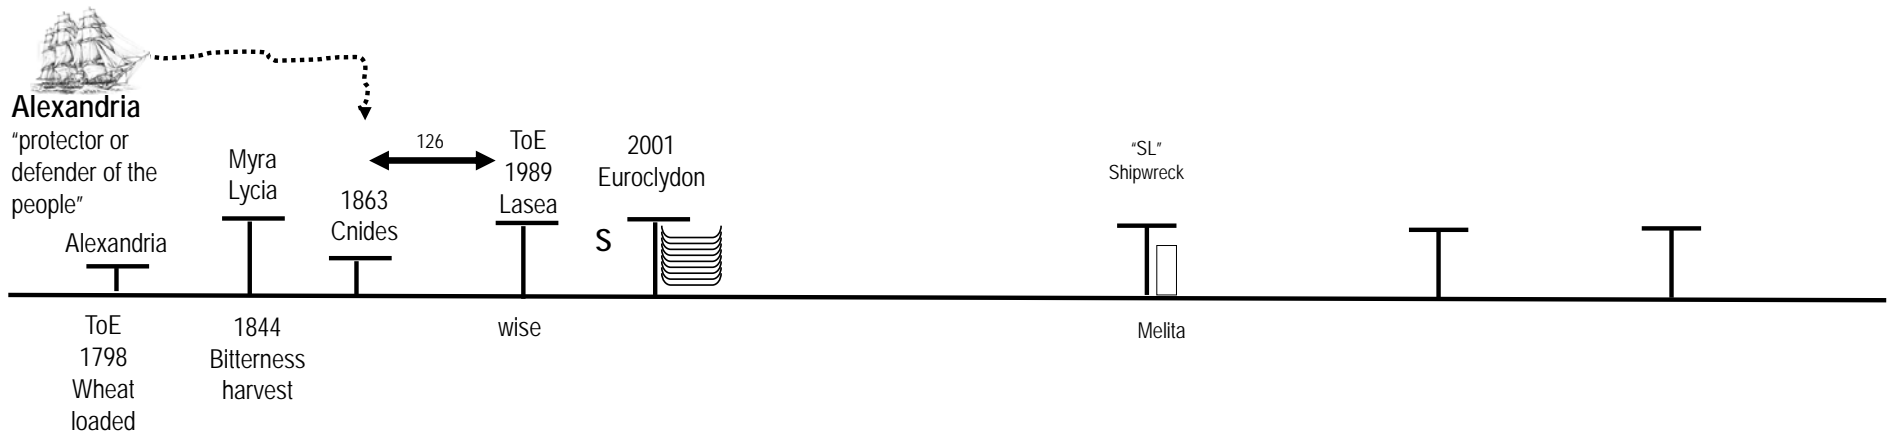 Alexandria
“protector or
defender of the
people”
Alexandria
ToE
1798
Wheat
loaded
Myra
Lycia
1844
Bitterness
harvest
1863
Cnides
126
ToE
1989
Lasea
wise
S
2001
Euroclydon
“SL”
Shipwreck
Melita